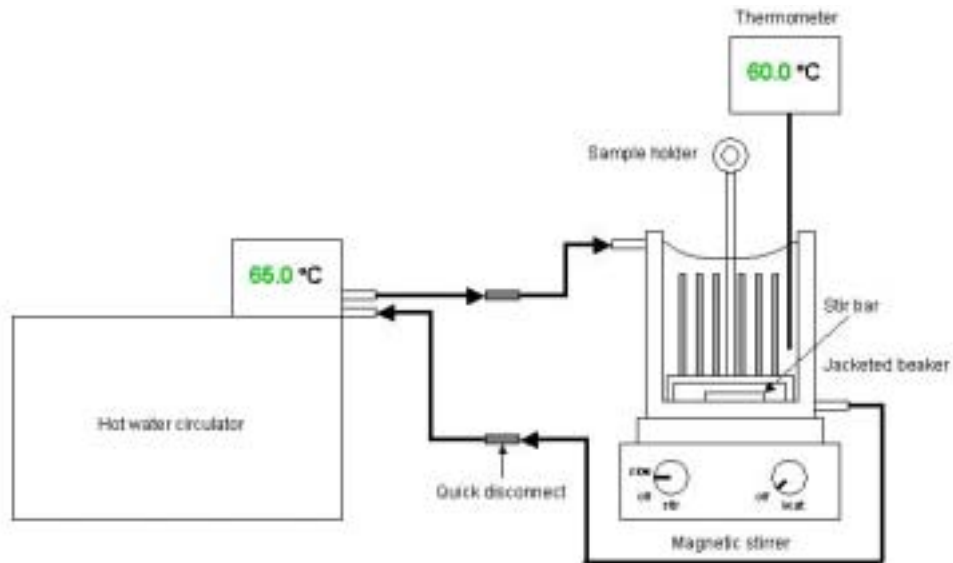 Thermometer
60.0 °C
Sample holder
65.0 °C
Stir bar
Jacketed beaker
Hot water circulator
Quick disconnect
off
stir
off
heat
Magnetic stirrer